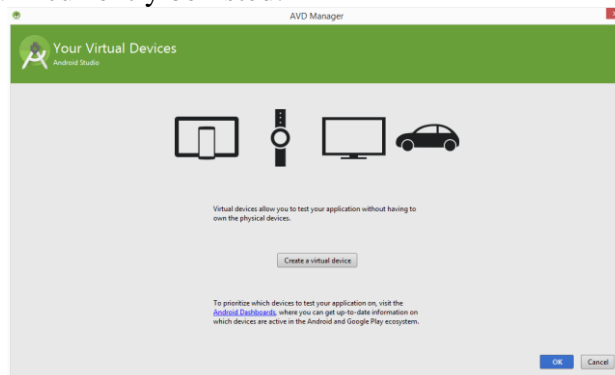 AVD Manager
Your Virtual Devices
Android Studio
Virtual devices allow you to test your application without having to
own the physical devices.
Create a virtual device
To prioritize which devices to test your application on, visit the
Android Dashboards, where you can get up-to-date information on
which devices are active in the Android and Google Play ecosystem.
OK Cancel